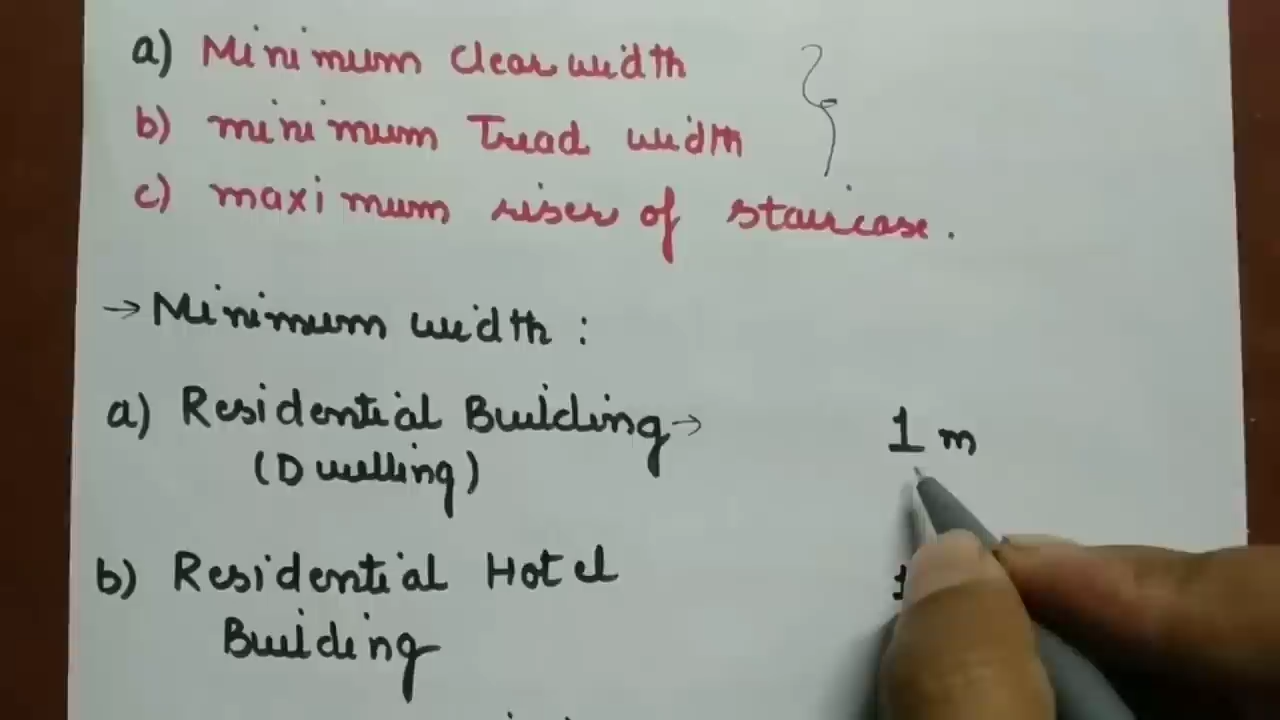 a) Minimum Clear width
b) minimum Tread width
c) maximum riser of staircase.
→ Minimum width :
a) Residential Building → 1 m
(Dwelling)
b) Residential Hotel
Building